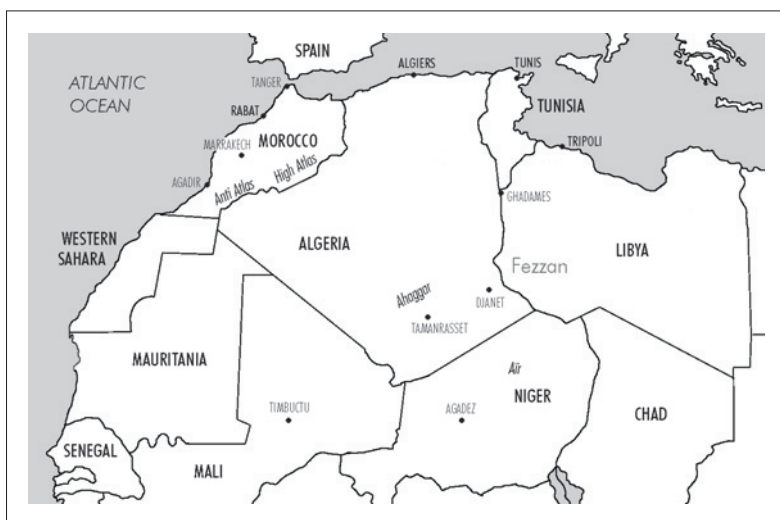 SPAIN
ATLANTIC
OCEAN
TANGER
ALGIERS
TUNIS
TUNISIA
RABAT
MOROCCO
MARRAKECH
TRIPOLI
High Atlas
AGADIR
Anti Atlas
GHADAMES
WESTERN
SAHARA
ALGERIA
LIBYA
Fezzan
Ahaggar
DJANET
TAMANRASSET
MAURITANIA
Aïr
NIGER
TIMBUCTU
AGADEZ
CHAD
SENEGAL
MALI